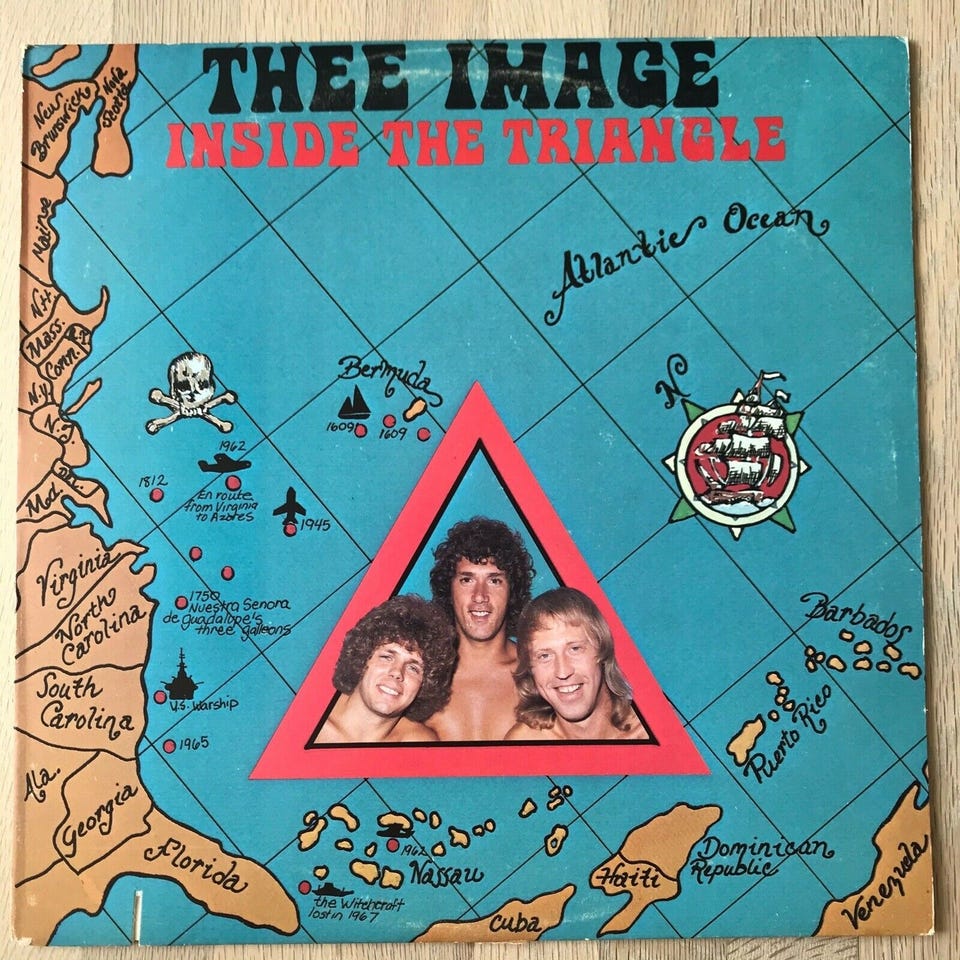 THEE IMAGE
INSIDE THE TRIANGLE
New
Brunswick
Nova
Scotia
Maine
N.H.
Mass.
Conn.
R.I.
N.Y.
N.J.
Md.
Virginia
North
Carolina
South
Carolina
Ala.
Georgia
Florida
Atlantic Ocean
N
Bermuda
1609
1609
1962
En route
from Virginia
to Azores
1812
1945
1750
Nuestra Senora
de guadalupe's
three galleons
U.S. Warship
1965
1962
Nassau
the Witchcraft
lost in 1967
Cuba
Haiti
Dominican
Republic
Puerto Rico
Barbados
Venezuela